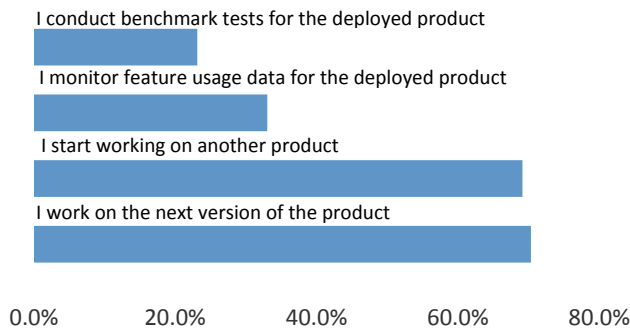 I conduct benchmark tests for the deployed product
I monitor feature usage data for the deployed product
I start working on another product
I work on the next version of the product
0.0% 20.0% 40.0% 60.0% 80.0%